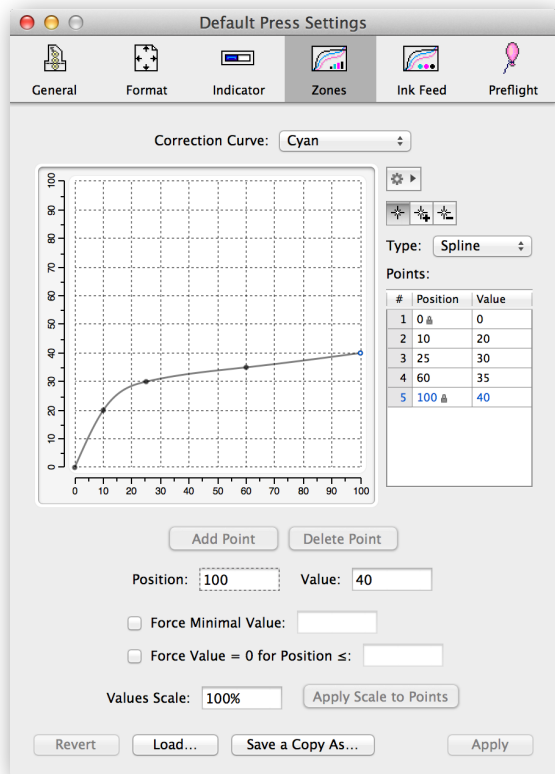 Default Press Settings
General Format Indicator Zones Ink Feed Preflight
Correction Curve: Cyan
Type: Spline
Points:
# Position Value
1 0 0
2 10 20
3 25 30
4 60 35
5 100 40
100
90
80
70
60
50
40
30
20
10
0
0 10 20 30 40 50 60 70 80 90 100
Add Point Delete Point
Position: 100 Value: 40
Force Minimal Value:
Force Value = 0 for Position ≤:
Values Scale: 100% Apply Scale to Points
Revert Load... Save a Copy As... Apply